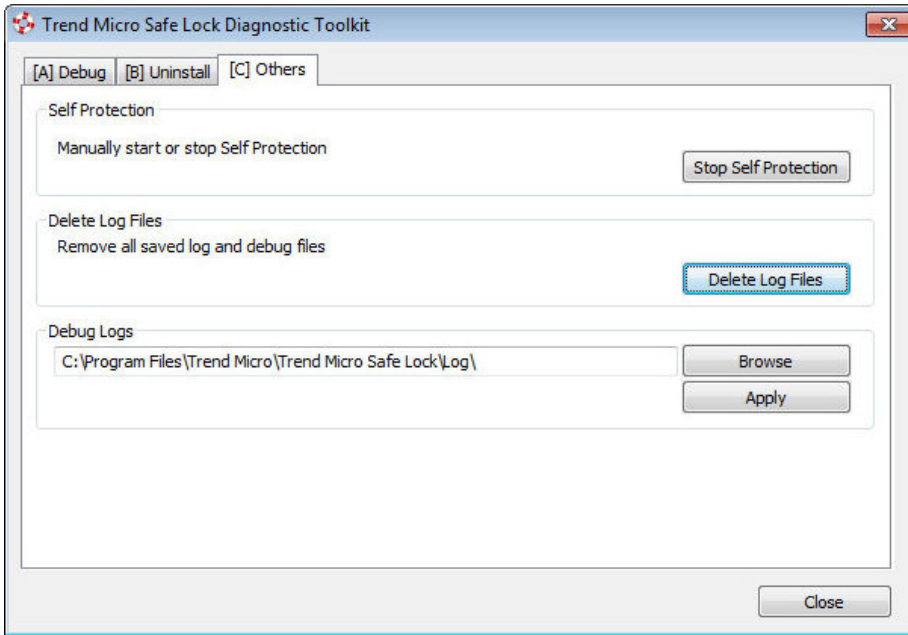 Trend Micro Safe Lock Diagnostic Toolkit
[A] Debug [B] Uninstall [C] Others
Self Protection
Manually start or stop Self Protection
Stop Self Protection
Delete Log Files
Remove all saved log and debug files
Delete Log Files
Debug Logs
C:\Program Files\Trend Micro\Trend Micro Safe Lock\Log\ Browse
Apply
Close